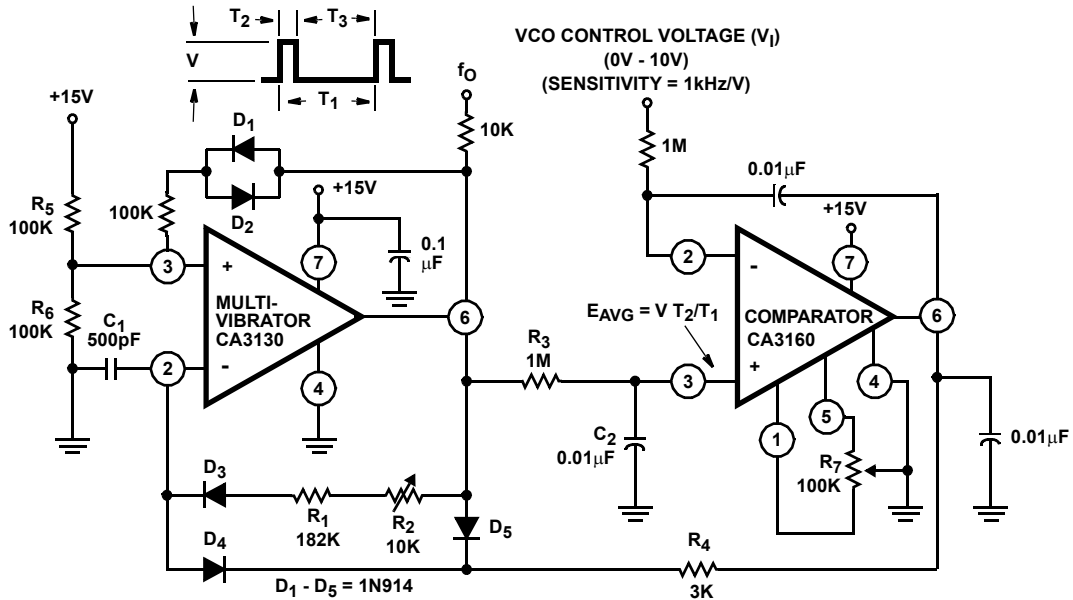 T2
T3
V
T1
fO
VCO CONTROL VOLTAGE (VI)
(0V - 10V)
(SENSITIVITY = 1kHz/V)
+15V
D1
10K
1M
0.01μF
R5
100K
100K
D2
+15V
+15V
0.1
μF
3
+
7
2
-
7
R6
100K
MULTI-
VIBRATOR
CA3130
6
EAVG = V T2/T1
COMPARATOR
CA3160
6
C1
500pF
2
-
4
R3
1M
3
+
4
5
1
C2
0.01μF
R7
100K
0.01μF
D3
R1
182K
R2
10K
D5
D4
R4
3K
D1 - D5 = 1N914